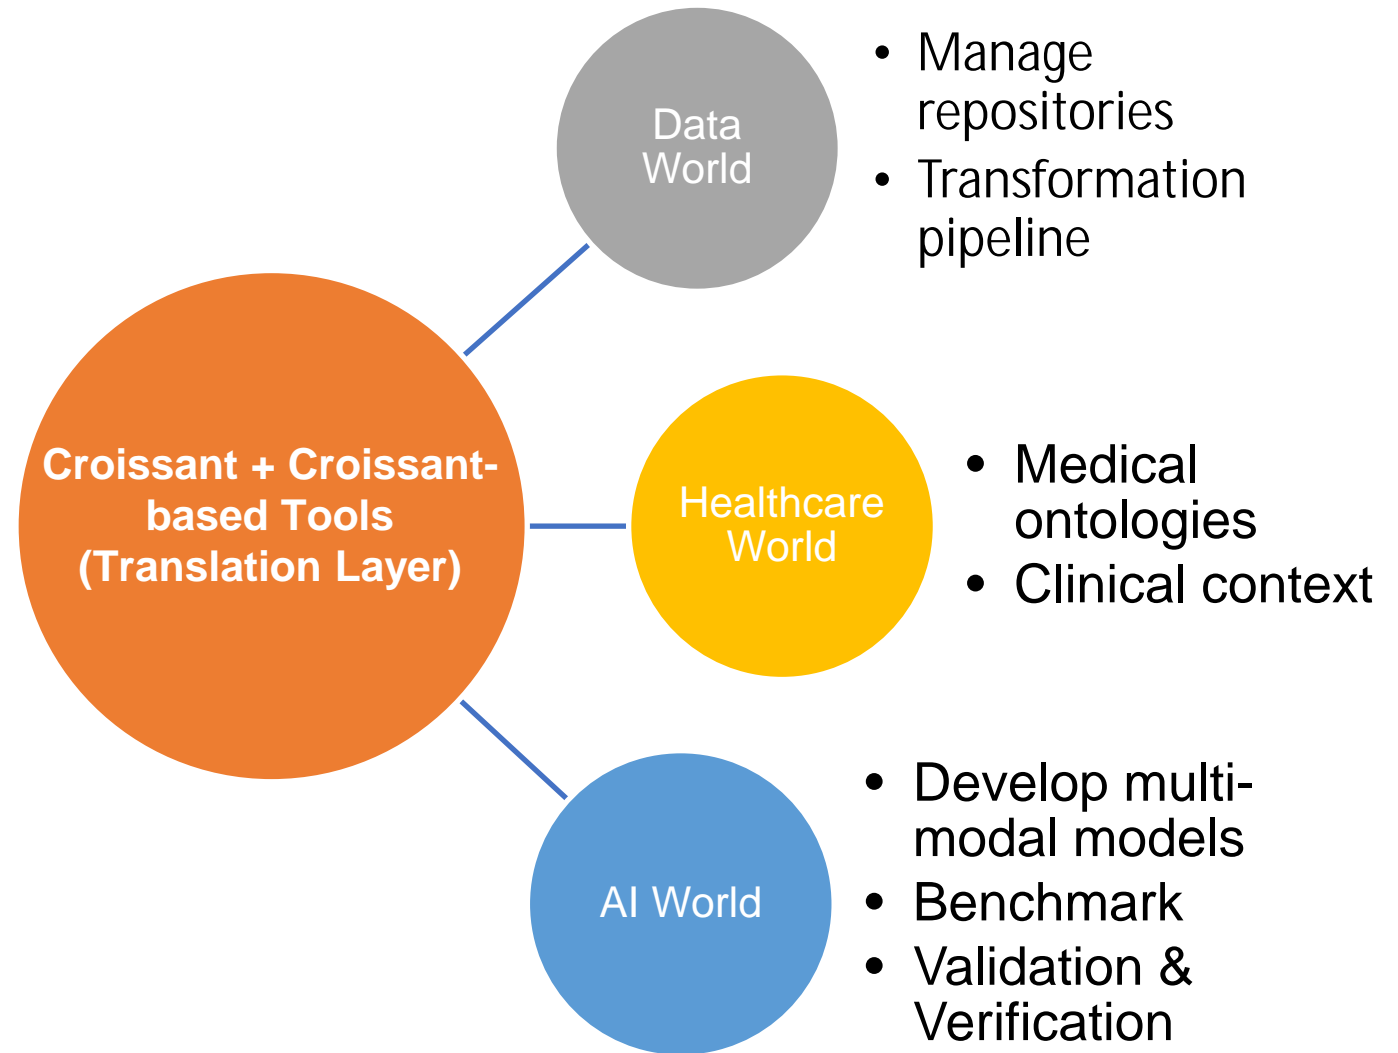 Data
World
• Manage
repositories
• Transformation
pipeline
Croissant + Croissant-
based Tools
(Translation Layer)
Healthcare
World
• Medical
ontologies
• Clinical context
AI World
• Develop multi-
modal models
• Benchmark
• Validation &
Verification